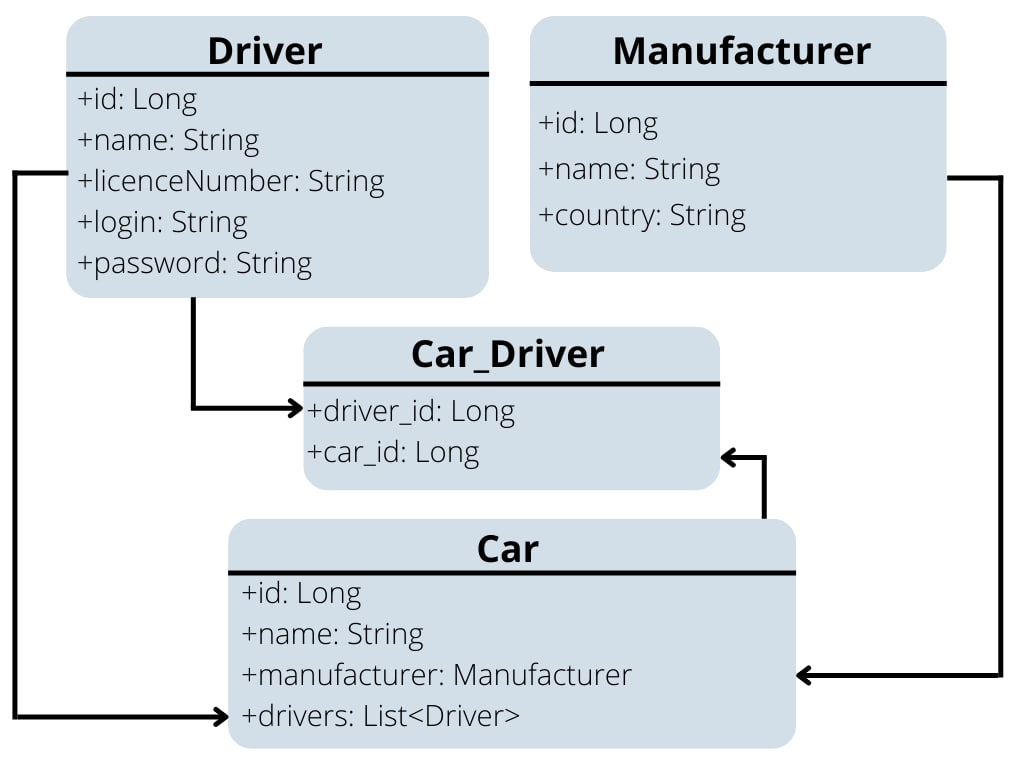 Driver
+id: Long
+name: String
+licenceNumber: String
+login: String
+password: String
Manufacturer
+id: Long
+name: String
+country: String
Car_Driver
+driver_id: Long
+car_id: Long
Car
+id: Long
+name: String
+manufacturer: Manufacturer
+drivers: List<Driver>